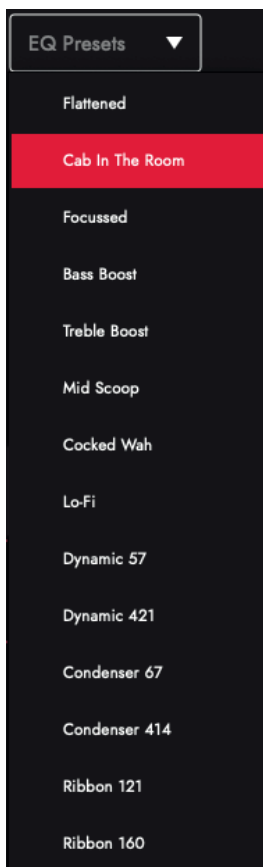 EQ Presets
Flattened
Cab In The Room
Focussed
Bass Boost
Treble Boost
Mid Scoop
Cocked Wah
Lo-Fi
Dynamic 57
Dynamic 421
Condenser 67
Condenser 414
Ribbon 121
Ribbon 160